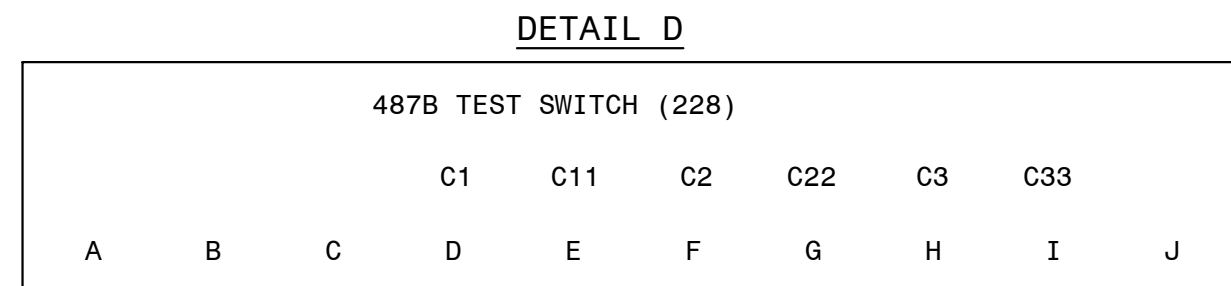 DETAIL D
487B TEST SWITCH (228)
C1 C11 C2 C22 C3 C33
A B C D E F G H I J